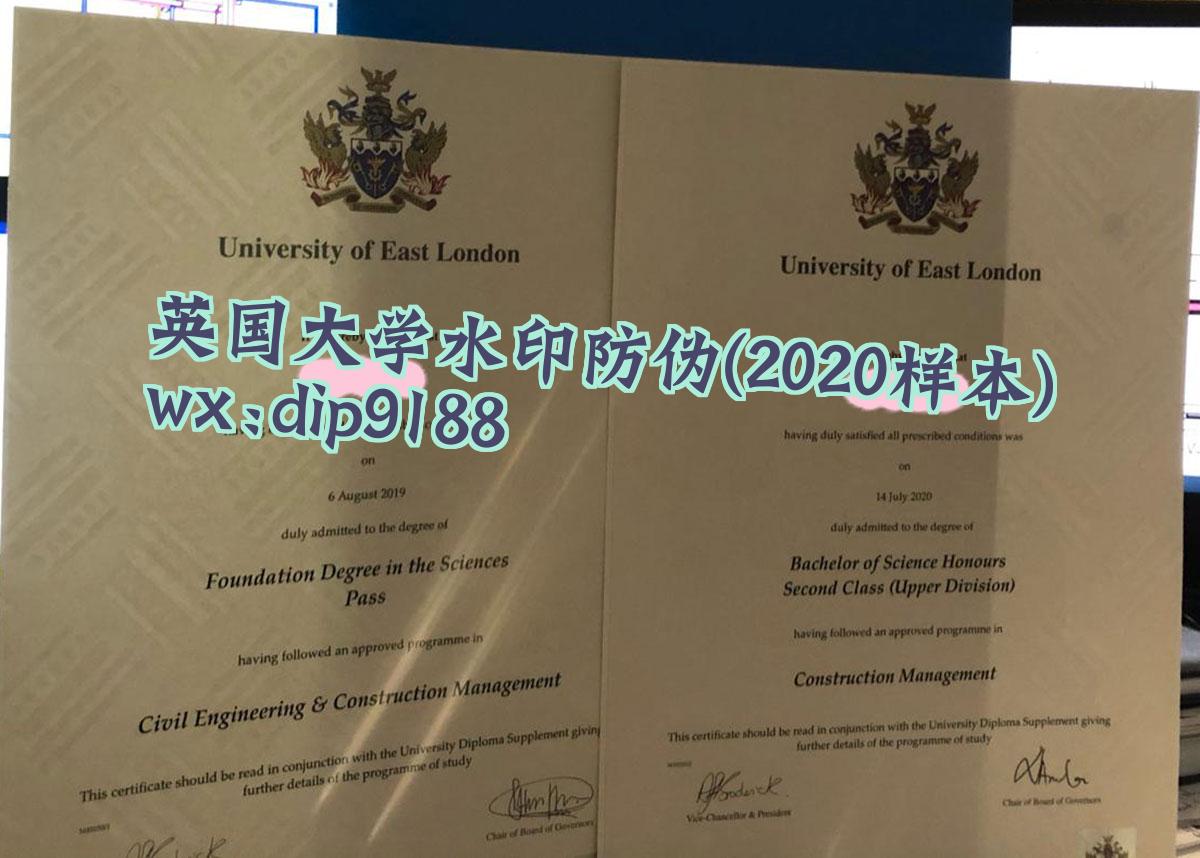 University of East London
University of East London
英国大学水印防伪(2020样本)
wx:dip9188
on
6 August 2019
duly admitted to the degree of
Foundation Degree in the Sciences
Pass
having followed an approved programme in
Civil Engineering & Construction Management
This certificate should be read in conjunction with the University Diploma Supplement giving
further details of the programme of study
Chair of Board of Governors
having duly satisfied all prescribed conditions was
on
14 July 2020
duly admitted to the degree of
Bachelor of Science Honours
Second Class (Upper Division)
having followed an approved programme in
Construction Management
This certificate should be read in conjunction with the University Diploma Supplement giving
further details of the programme of study
Vice-Chancellor & President
Chair of Board of Governors